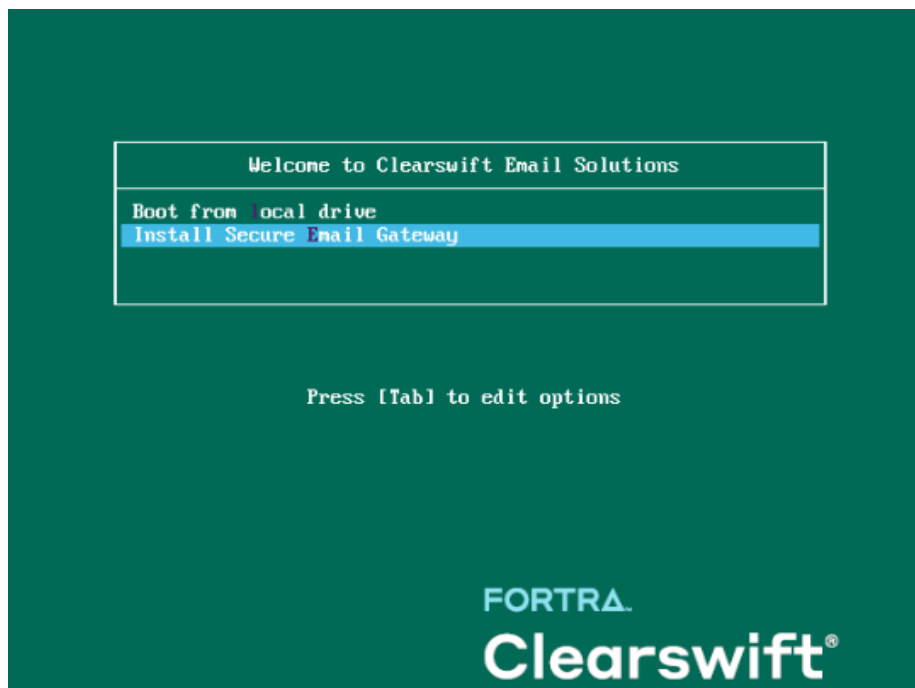 Welcome to Clearswift Email Solutions
Boot from local drive
Install Secure Email Gateway
Press [Tab] to edit options
FORTRA™
Clearswift®